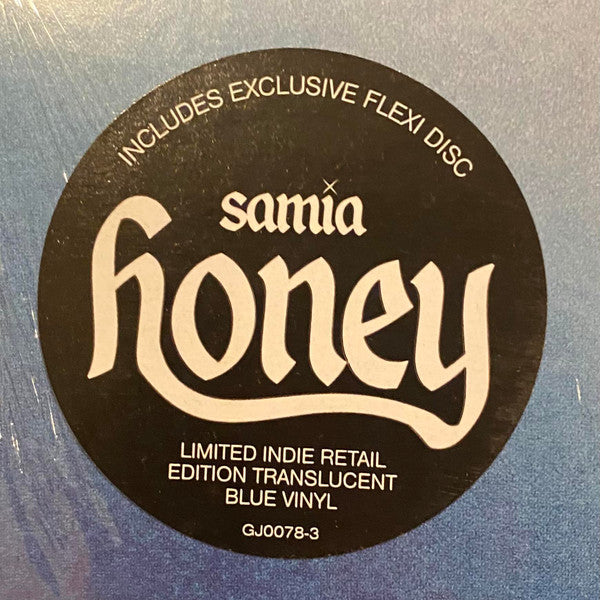 INCLUDES EXCLUSIVE FLEXI DISC
samia
honey
LIMITED INDIE RETAIL
EDITION TRANSLUCENT
BLUE VINYL
GJ0078-3